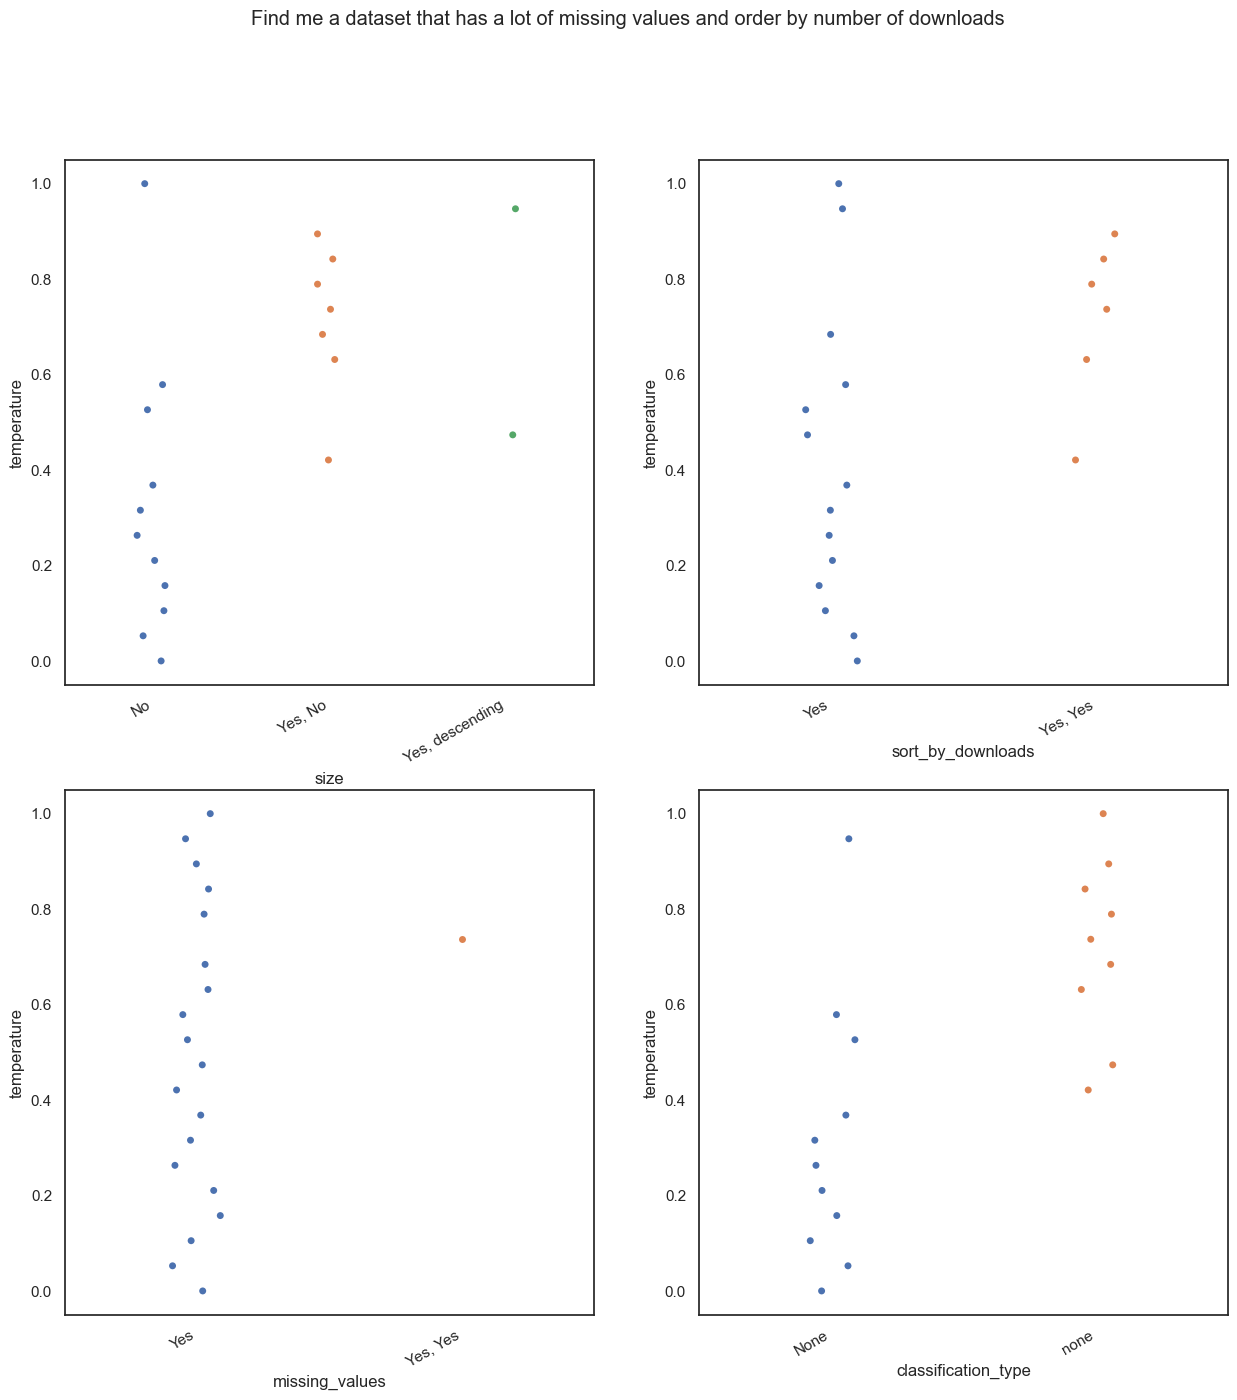 Find me a dataset that has a lot of missing values and order by number of downloads
1.0
0.8
0.6
0.4
0.2
0.0
temperature
No
Yes, No
Yes, descending
size
1.0
0.8
0.6
0.4
0.2
0.0
temperature
Yes
Yes, Yes
sort_by_downloads
1.0
0.8
0.6
0.4
0.2
0.0
temperature
Yes
Yes, Yes
missing_values
1.0
0.8
0.6
0.4
0.2
0.0
temperature
None
none
classification_type